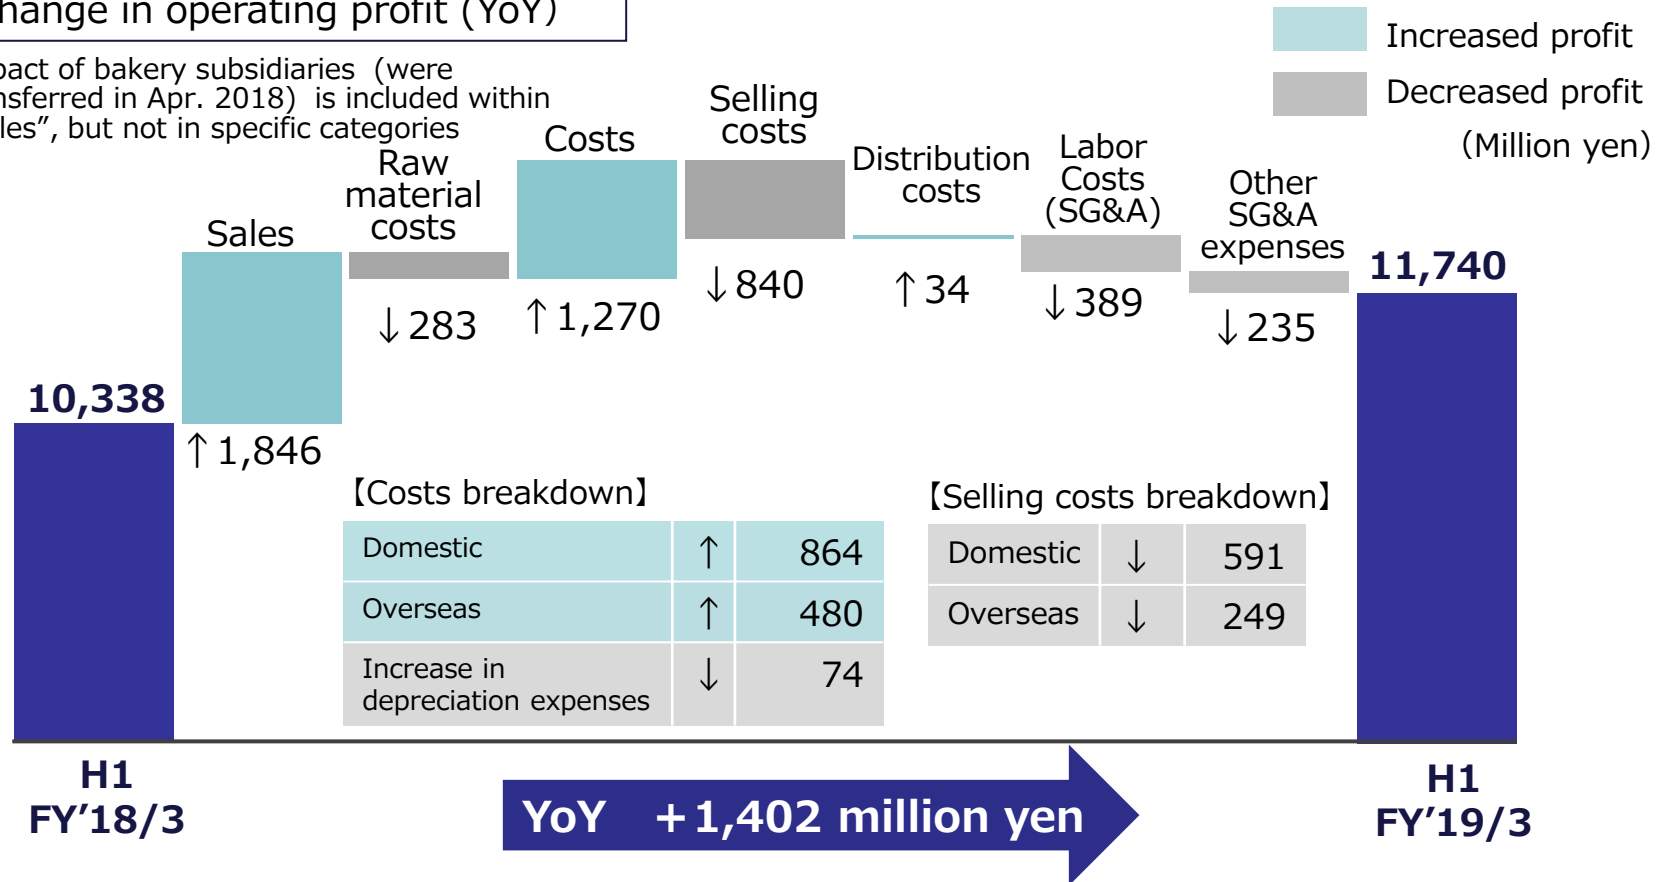 hange in operating profit (YoY)
pact of bakery subsidiaries (were
nsferred in Apr. 2018) is included within
les”, but not in specific categories
Increased profit
Decreased profit
(Million yen)
10,338
Sales
↑1,846
Raw
material
costs
↓283
Costs
↑1,270
Selling
costs
↓840
Distribution
costs
↑34
Labor
Costs
(SG&A)
↓389
Other
SG&A
expenses
↓235
11,740
【Costs breakdown】
Domestic ↑ 864
Overseas ↑ 480
Increase in
depreciation expenses ↓ 74
【Selling costs breakdown】
Domestic ↓ 591
Overseas ↓ 249
H1
FY’18/3
YoY +1,402 million yen
H1
FY’19/3